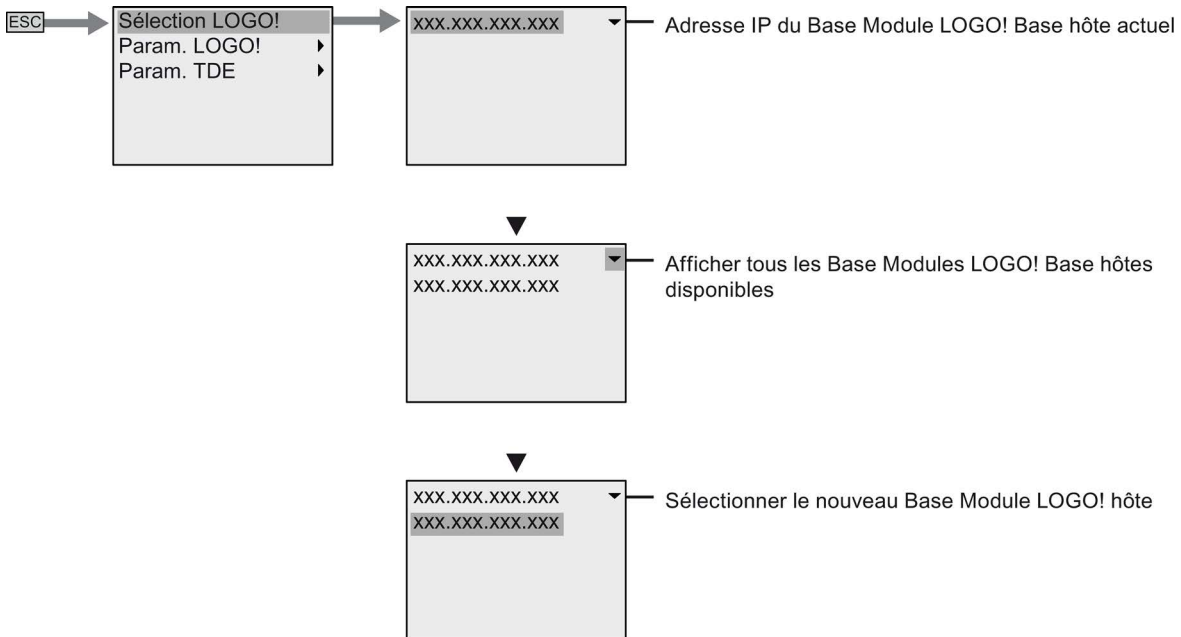 ESC
Sélection LOGO!
Param. LOGO!
Param. TDE
xxx.xxx.xxx.xxx
Adresse IP du Base Module LOGO! Base hôte actuel
xxx.xxx.xxx.xxx
xxx.xxx.xxx.xxx
Afficher tous les Base Modules LOGO! Base hôtes
disponibles
xxx.xxx.xxx.xxx
xxx.xxx.xxx.xxx
Sélectionner le nouveau Base Module LOGO! hôte